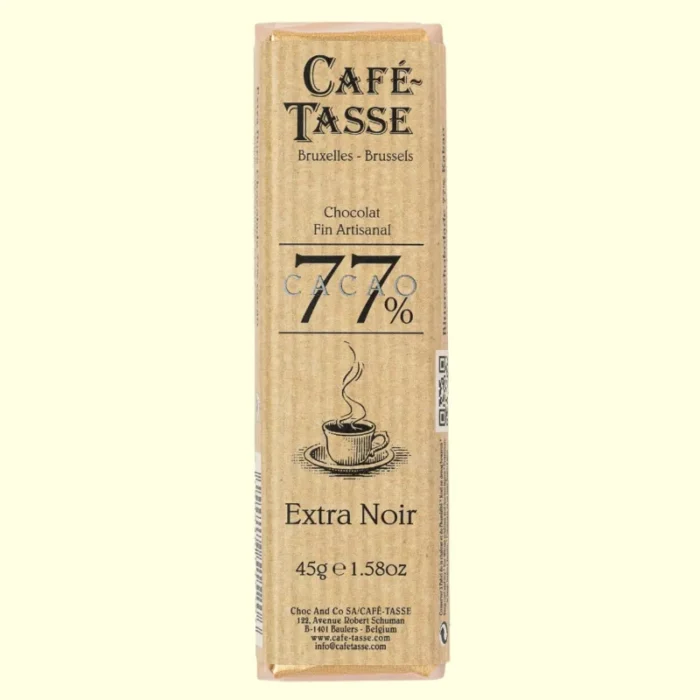 CAFÉ-
TASSE
Bruxelles - Brussels
Chocolat
Fin Artisanal
77%
CACAO
Extra Noir
45g e 1.58oz
Choc And Co SA/CAFÉ-TASSE
122, Avenue Robert Schuman
B-1401 Baulers - Belgium
www.cafe-tasse.com
info@cafetasse.com